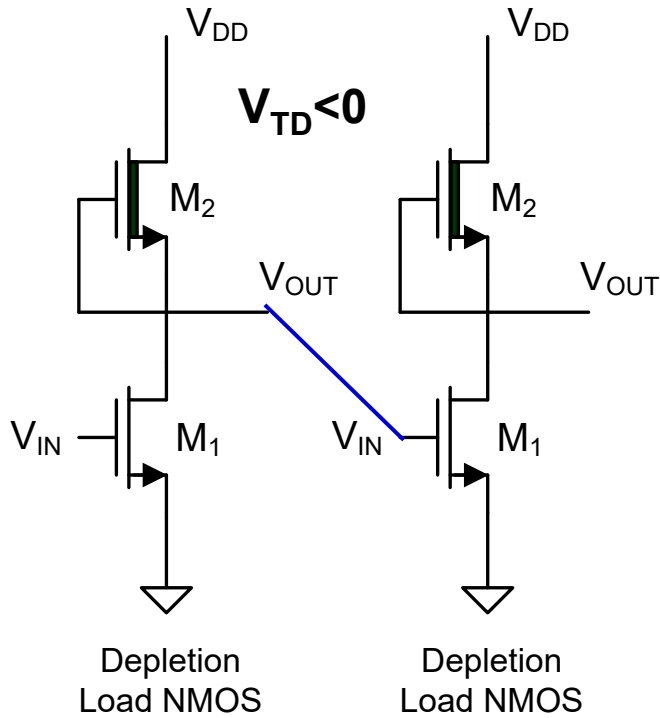 V_DD
V_DD
V_TD<0
M_2
M_2
V_OUT
V_OUT
V_IN
M_1
V_IN
M_1
Depletion
Load NMOS
Depletion
Load NMOS